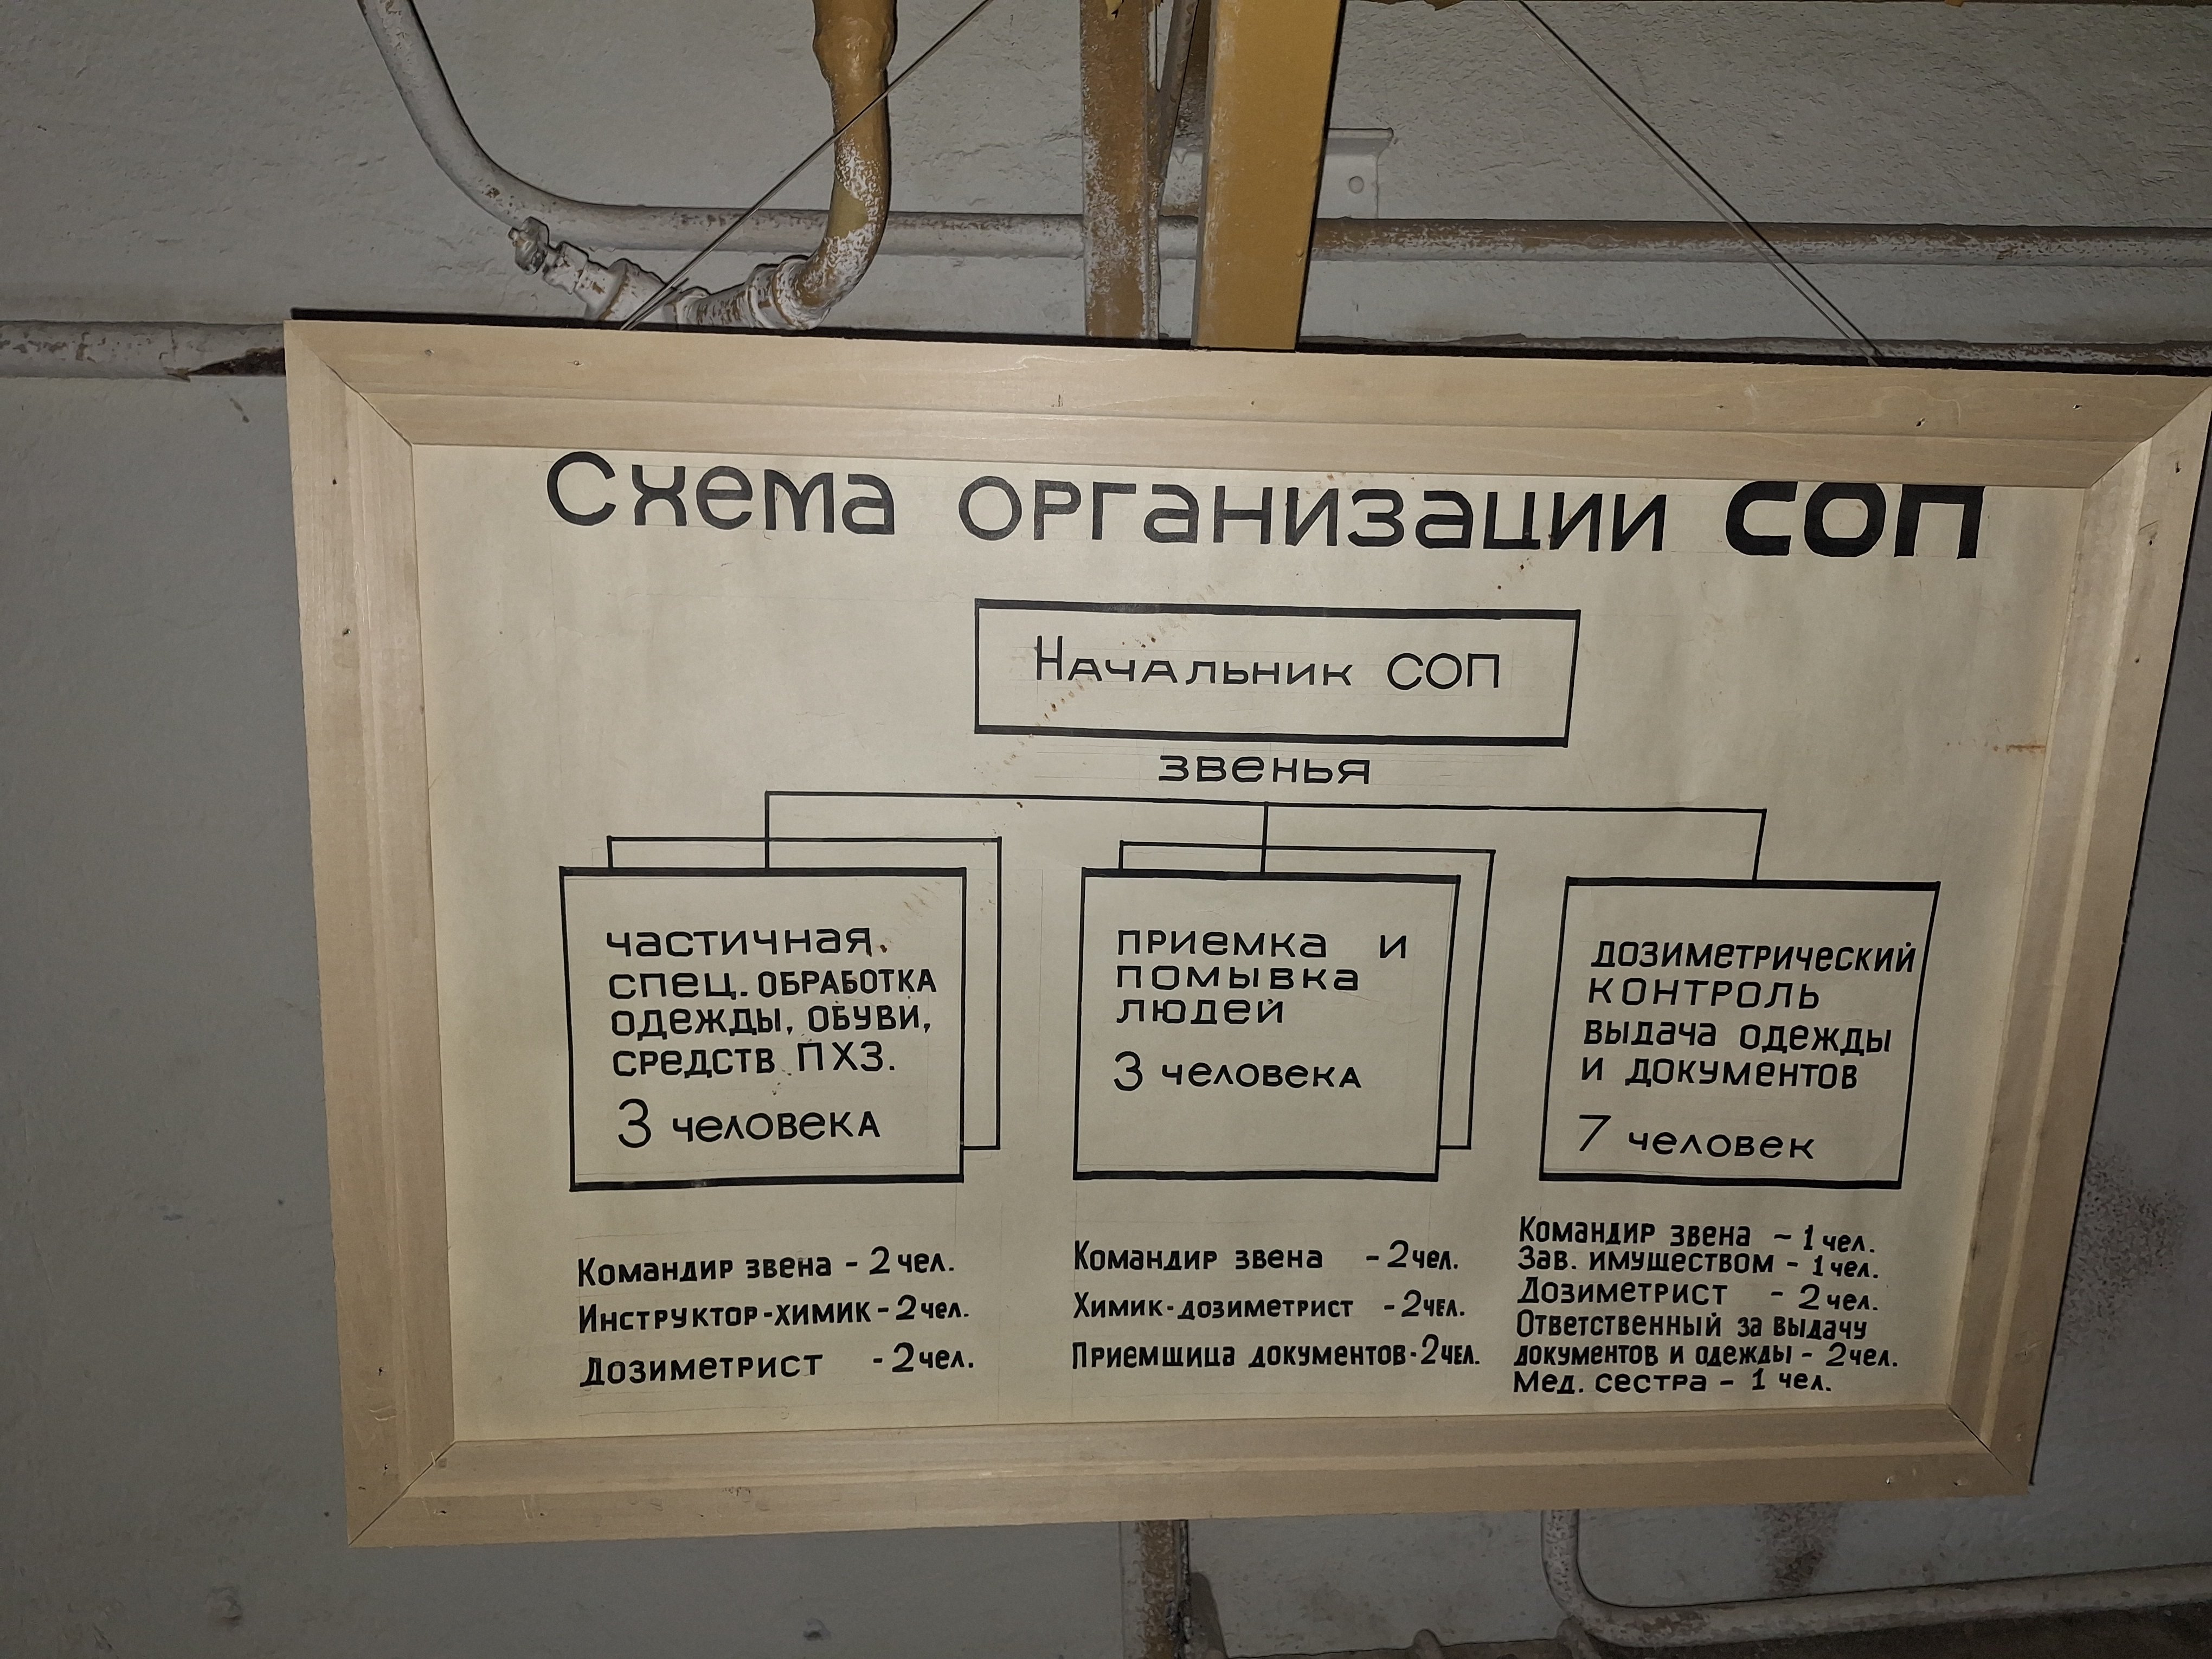 Схема организации СОП
Начальник СОП
звенья
частичная.
спец. обработка
одежды, обуви,
средств ПХЗ.
3 человека
приемка и
помывка
людей
3 человека
дозиметрический
контроль
выдача одежды
и документов
7 человек
Командир звена - 2 чел.
Инструктор-химик - 2 чел.
Дозиметрист - 2 чел.
Командир звена - 2 чел.
Химик-дозиметрист - 2 чел.
Приемщица документов - 2 чел.
Командир звена - 1 чел.
Зав. имуществом - 1 чел.
Дозиметрист - 2 чел.
Ответственный за выдачу
документов и одежды - 2 чел.
Мед. сестра - 1 чел.